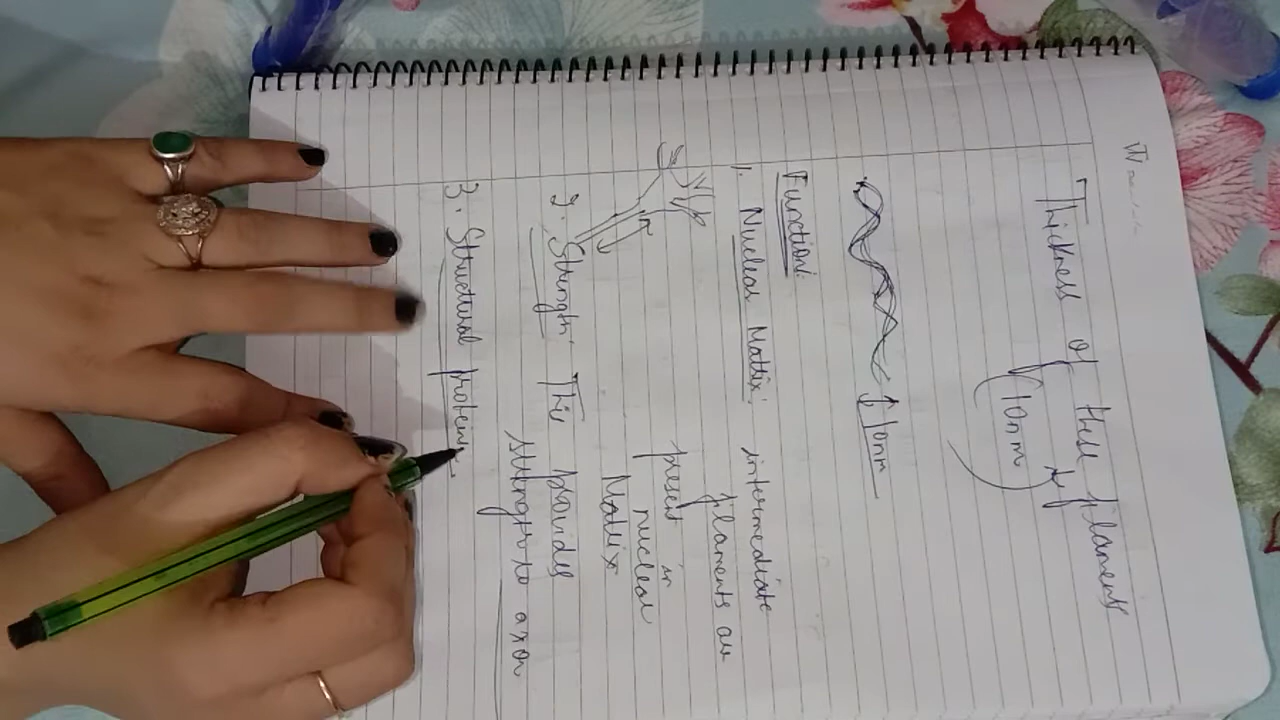 Thickness of these filaments
10nm
10nm
Function:
1. Nuclear Matrix: intermediate
filaments are
present in
nuclear
Matrix
2. Strength: This provides
strength to axon
3. Structural protein